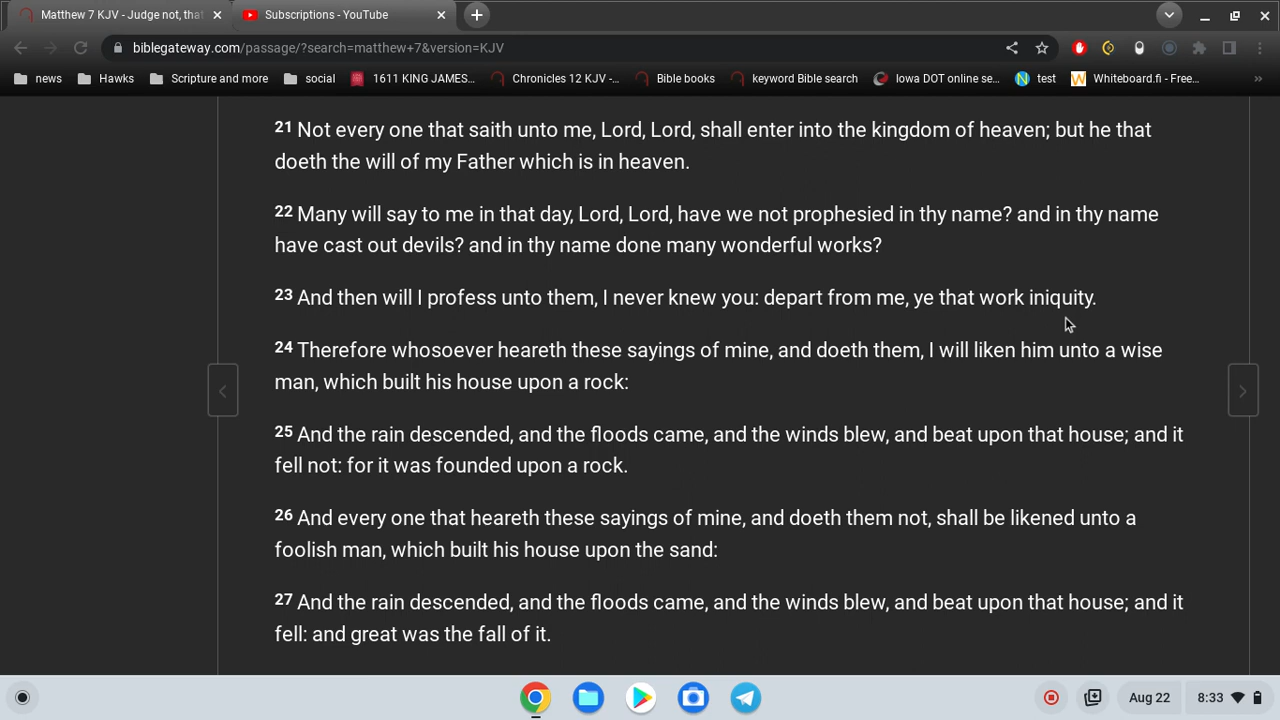 Matthew 7 KJV - Judge not, that
Subscriptions - YouTube
biblegateway.com/passage/?search=matthew+7&version=KJV
news Hawks Scripture and more social 1611 KING JAMES... Chronicles 12 KJV -... Bible books keyword Bible search Iowa DOT online se... test Whiteboard.fi - Free...
21 Not every one that saith unto me, Lord, Lord, shall enter into the kingdom of heaven; but he that
doeth the will of my Father which is in heaven.
22 Many will say to me in that day, Lord, Lord, have we not prophesied in thy name? and in thy name
have cast out devils? and in thy name done many wonderful works?
23 And then will I profess unto them, I never knew you: depart from me, ye that work iniquity.
24 Therefore whosoever heareth these sayings of mine, and doeth them, I will liken him unto a wise
man, which built his house upon a rock:
25 And the rain descended, and the floods came, and the winds blew, and beat upon that house; and it
fell not: for it was founded upon a rock.
26 And every one that heareth these sayings of mine, and doeth them not, shall be likened unto a
foolish man, which built his house upon the sand:
27 And the rain descended, and the floods came, and the winds blew, and beat upon that house; and it
fell: and great was the fall of it.
Aug 22 8:33